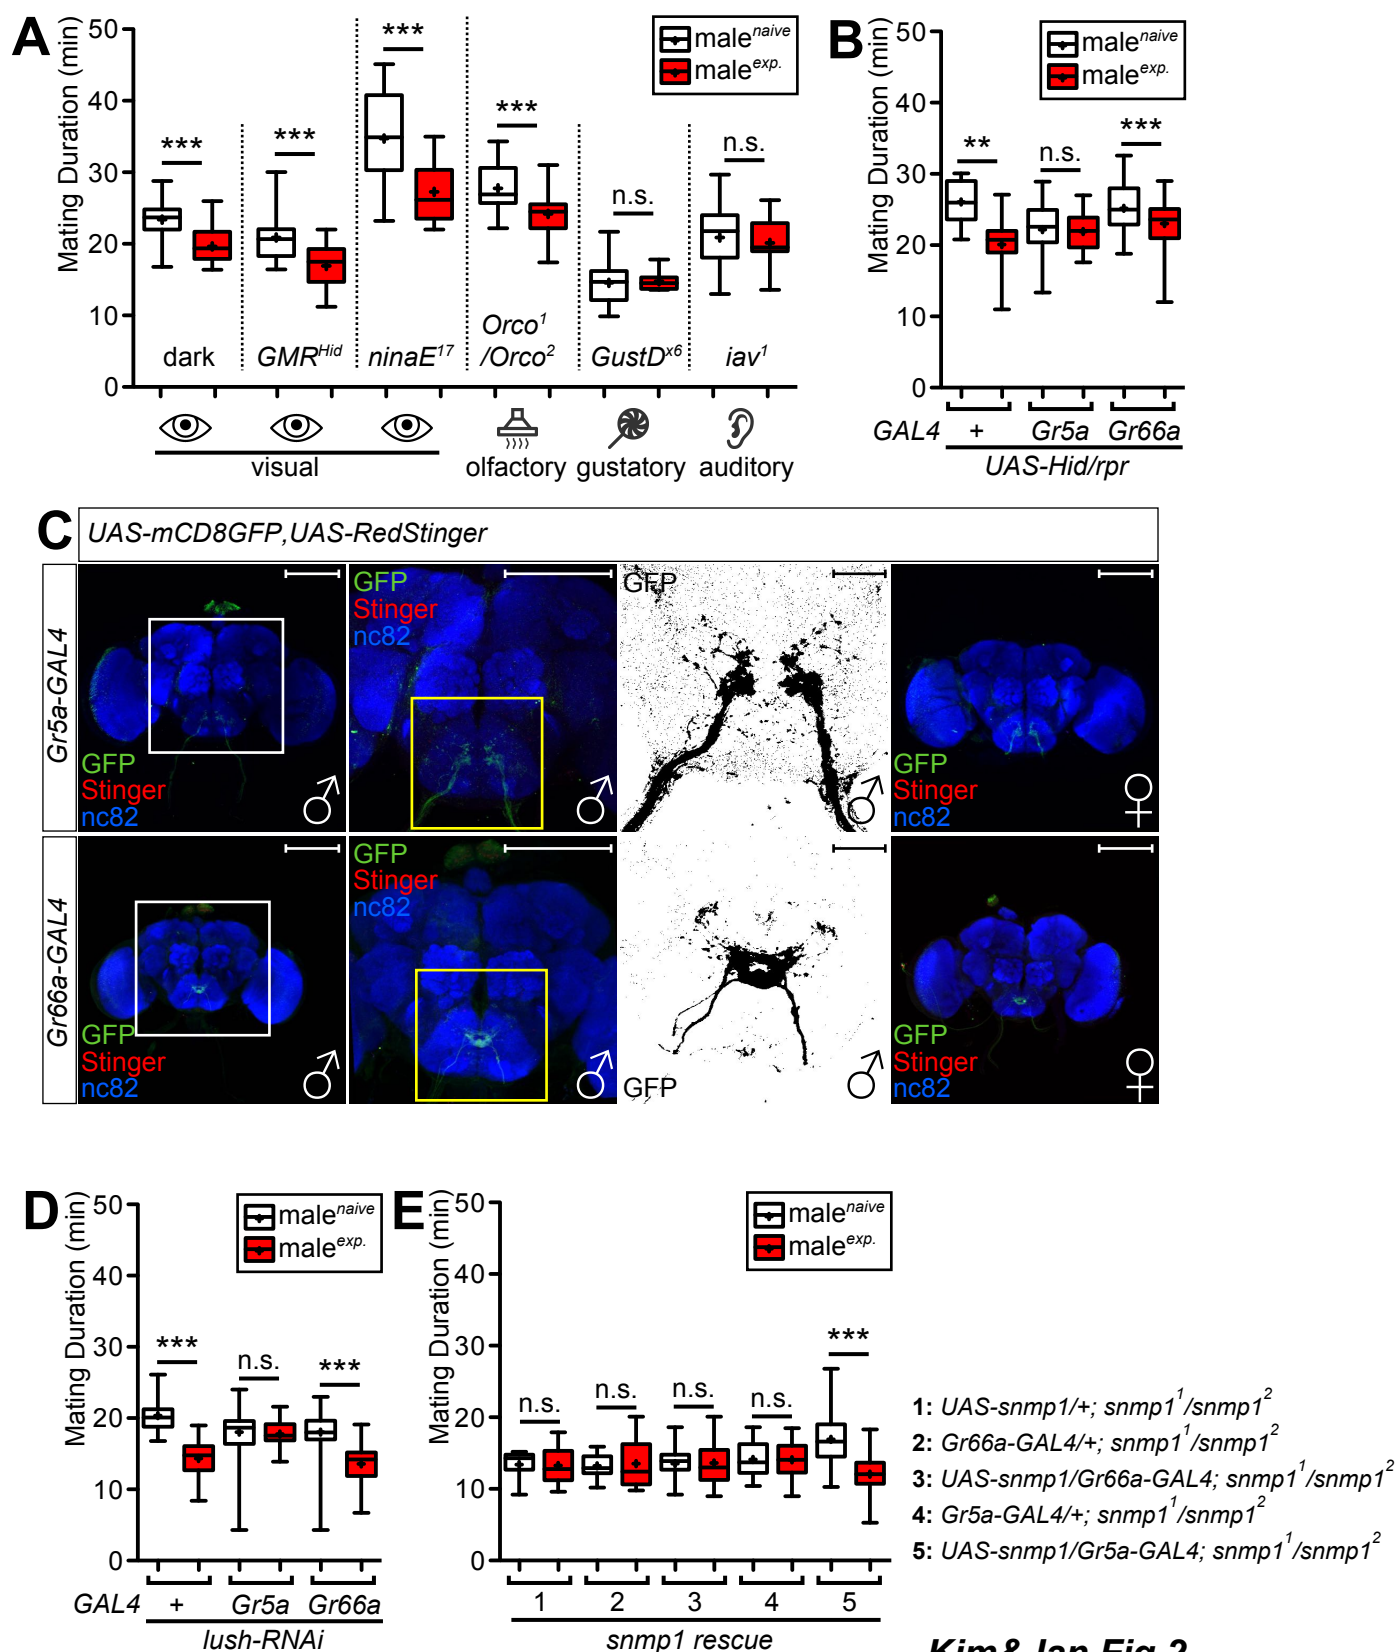 A
Mating Duration (min)
50
40
30
20
10
0
male^naive
male^exp.
***
***
***
***
n.s.
n.s.
dark
GMR^Hid
ninaE^17
Orco^1
/Orco^2
GustD^x6
iav^1
visual
olfactory
gustatory
auditory
B
Mating Duration (min)
50
40
30
20
10
0
male^naive
male^exp.
**
n.s.
***
GAL4
+
Gr5a
Gr66a
UAS-Hid/rpr
C
UAS-mCD8GFP,UAS-RedStinger
Gr5a-GAL4
GFP
Stinger
nc82
♂
GFP
Stinger
nc82
♂
GFP
♂
GFP
Stinger
nc82
♀
Gr66a-GAL4
GFP
Stinger
nc82
♂
GFP
Stinger
nc82
♂
GFP
♂
GFP
Stinger
nc82
♀
D
Mating Duration (min)
50
40
30
20
10
0
male^naive
male^exp.
***
n.s.
***
GAL4
+
Gr5a
Gr66a
lush-RNAi
E
Mating Duration (min)
50
40
30
20
10
0
male^naive
male^exp.
n.s.
n.s.
n.s.
n.s.
***
1
2
3
4
5
snmp1 rescue
1: UAS-snmp1/+; snmp1^1/snmp1^2
2: Gr66a-GAL4/+; snmp1^1/snmp1^2
3: UAS-snmp1/Gr66a-GAL4; snmp1^1/snmp1^2
4: Gr5a-GAL4/+; snmp1^1/snmp1^2
5: UAS-snmp1/Gr5a-GAL4; snmp1^1/snmp1^2
Kim& Jan Fig 2